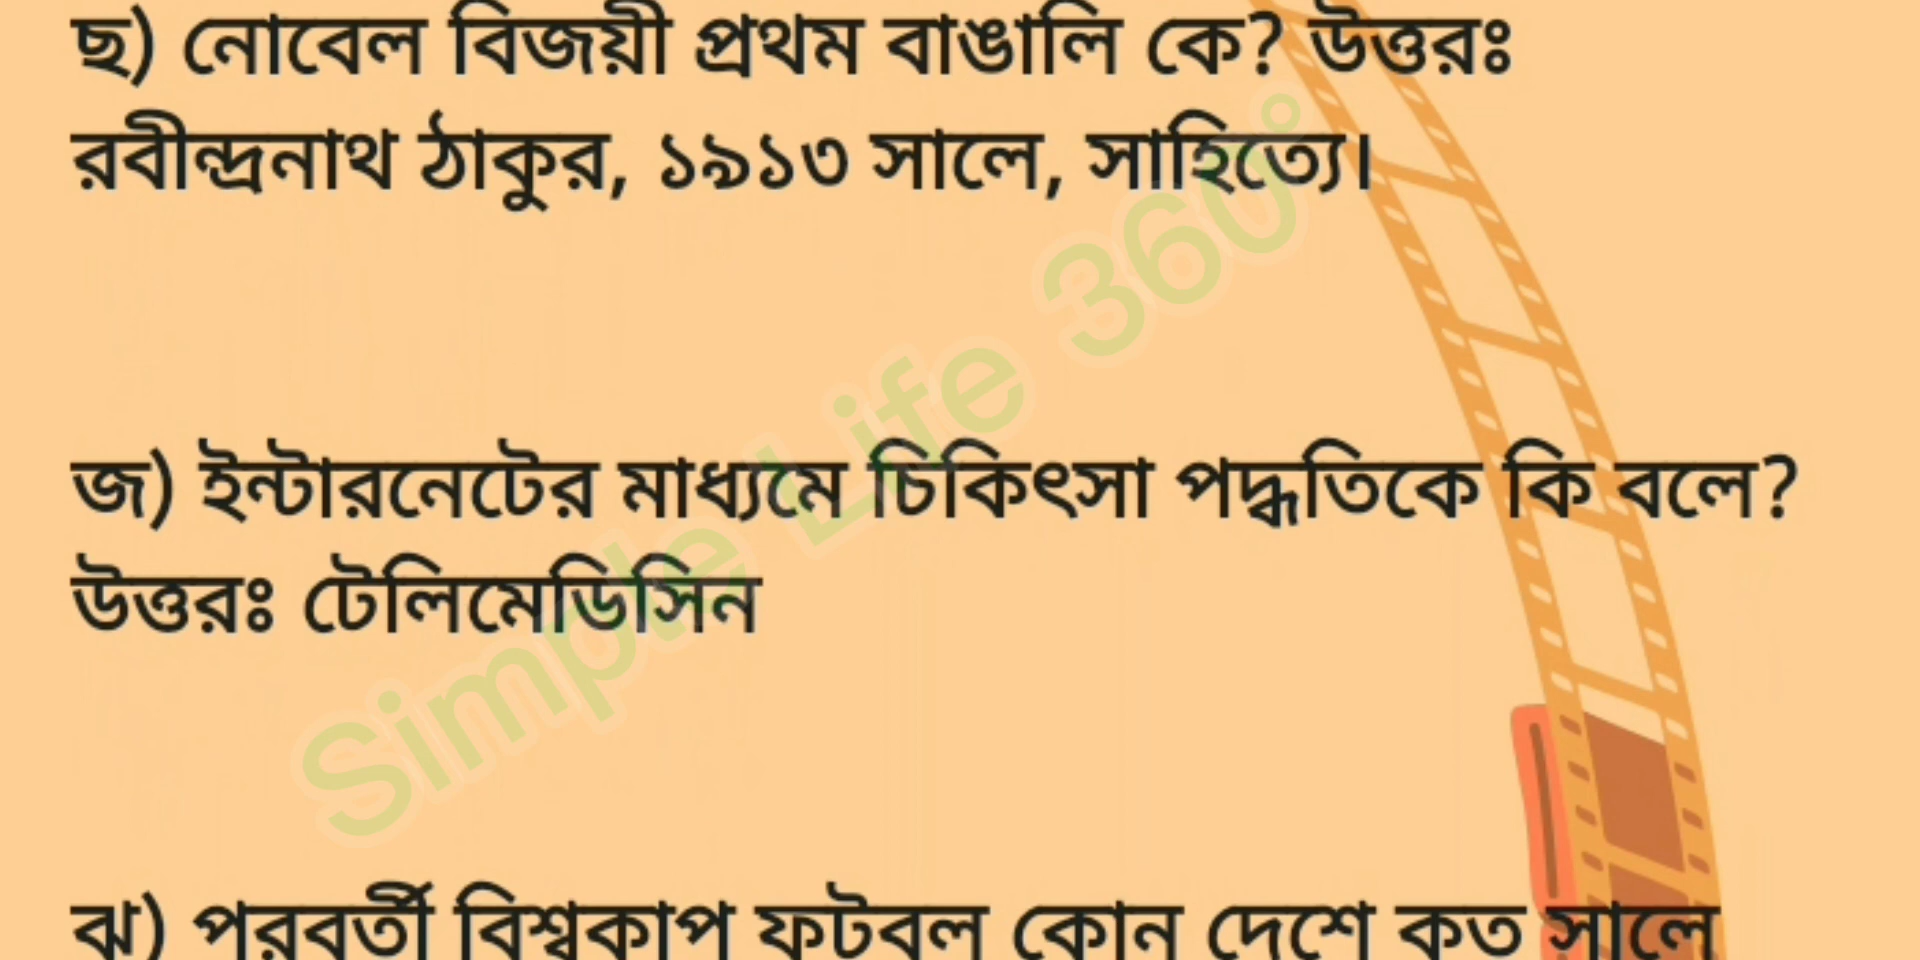 ছ) নোবেল বিজয়ী প্রথম বাঙালি কে? উত্তরঃ
রবীন্দ্রনাথ ঠাকুর, ১৯১৩ সালে, সাহিত্যে।
Simple Life 360°
জ) ইন্টারনেটের মাধ্যমে চিকিৎসা পদ্ধতিকে কি বলে?
উত্তরঃ টেলিমেডিসিন
ঝ) পরবর্তী বিশ্বকাপ ফটবল কোন দেশে কত সালে